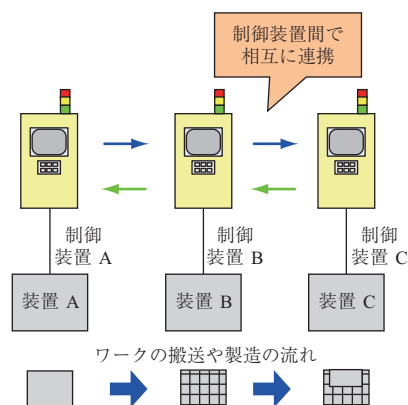 制御装置間で
相互に連携
制御
装置 A
制御
装置 B
制御
装置 C
装置 A
装置 B
装置 C
ワークの搬送や製造の流れ